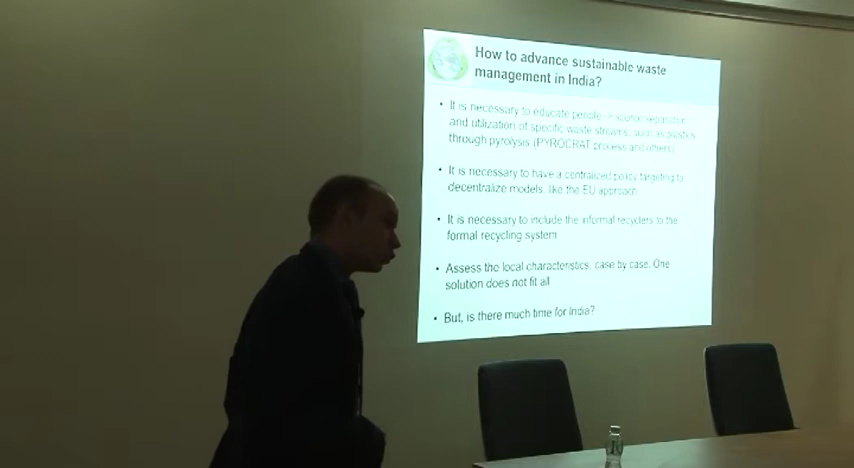 How to advance sustainable waste
management in India?
• It is necessary to educate people -> source separation
and utilization of specific waste streams, such as plastics
through pyrolysis (PYROCRAT process and others)
• It is necessary to have a centralized policy targeting to
decentralize models, like the EU approach
• It is necessary to include the informal recyclers to the
formal recycling system
• Assess the local characteristics, case by case. One
solution does not fit all
• But, is there much time for India?